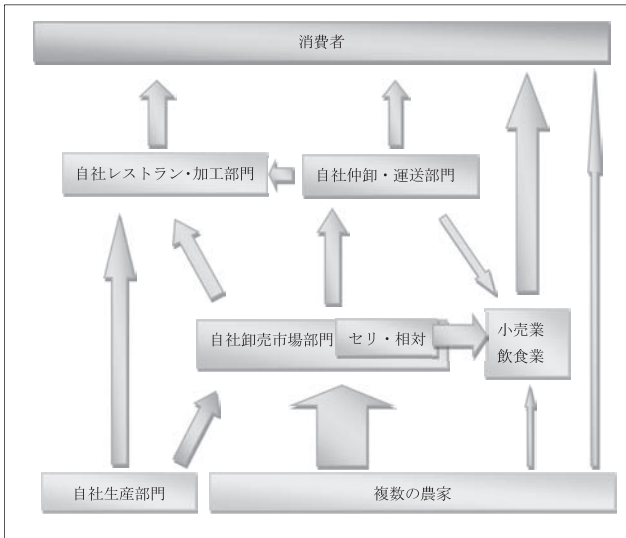 消費者
自社レストラン・加工部門
自社仲卸・運送部門
自社卸売市場部門
セリ・相対
小売業
飲食業
自社生産部門
複数の農家